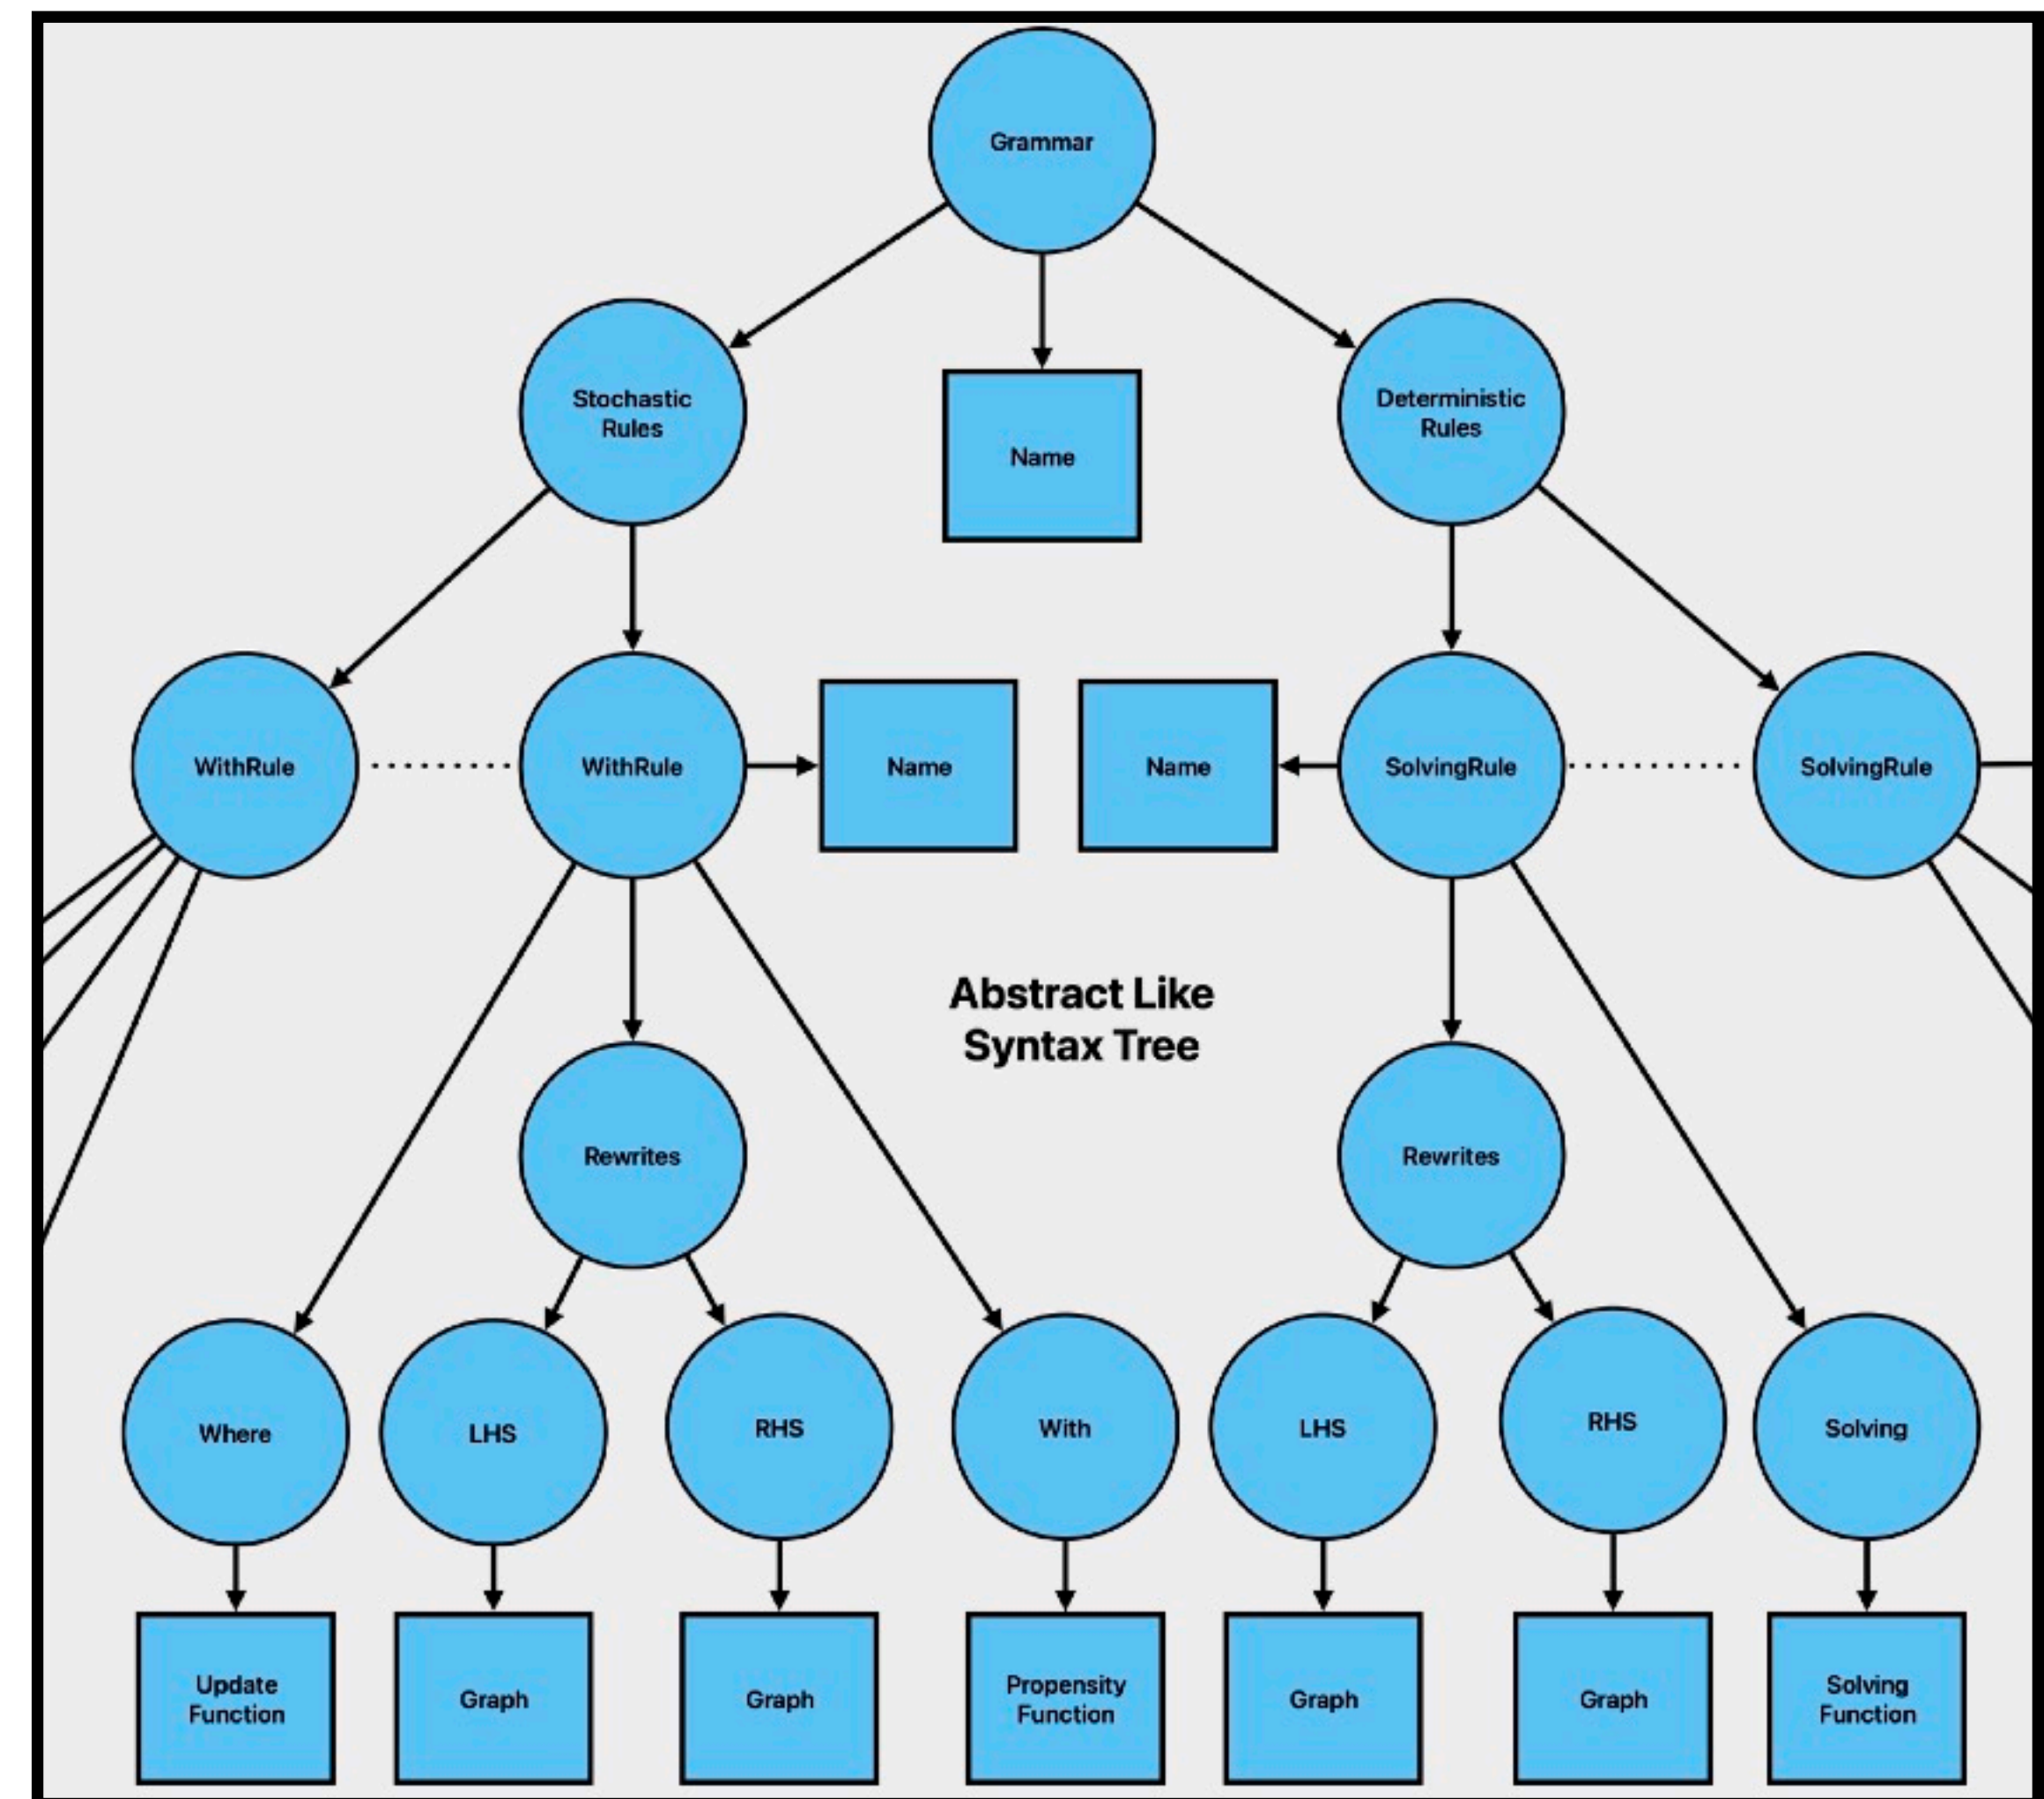 Grammar
Stochastic
Rules
Name
Deterministic
Rules
WithRule
WithRule
Name
Name
SolvingRule
SolvingRule
Abstract Like
Syntax Tree
Rewrites
Rewrites
Where
LHS
RHS
With
LHS
RHS
Solving
Update
Function
Graph
Graph
Propensity
Function
Graph
Graph
Solving
Function